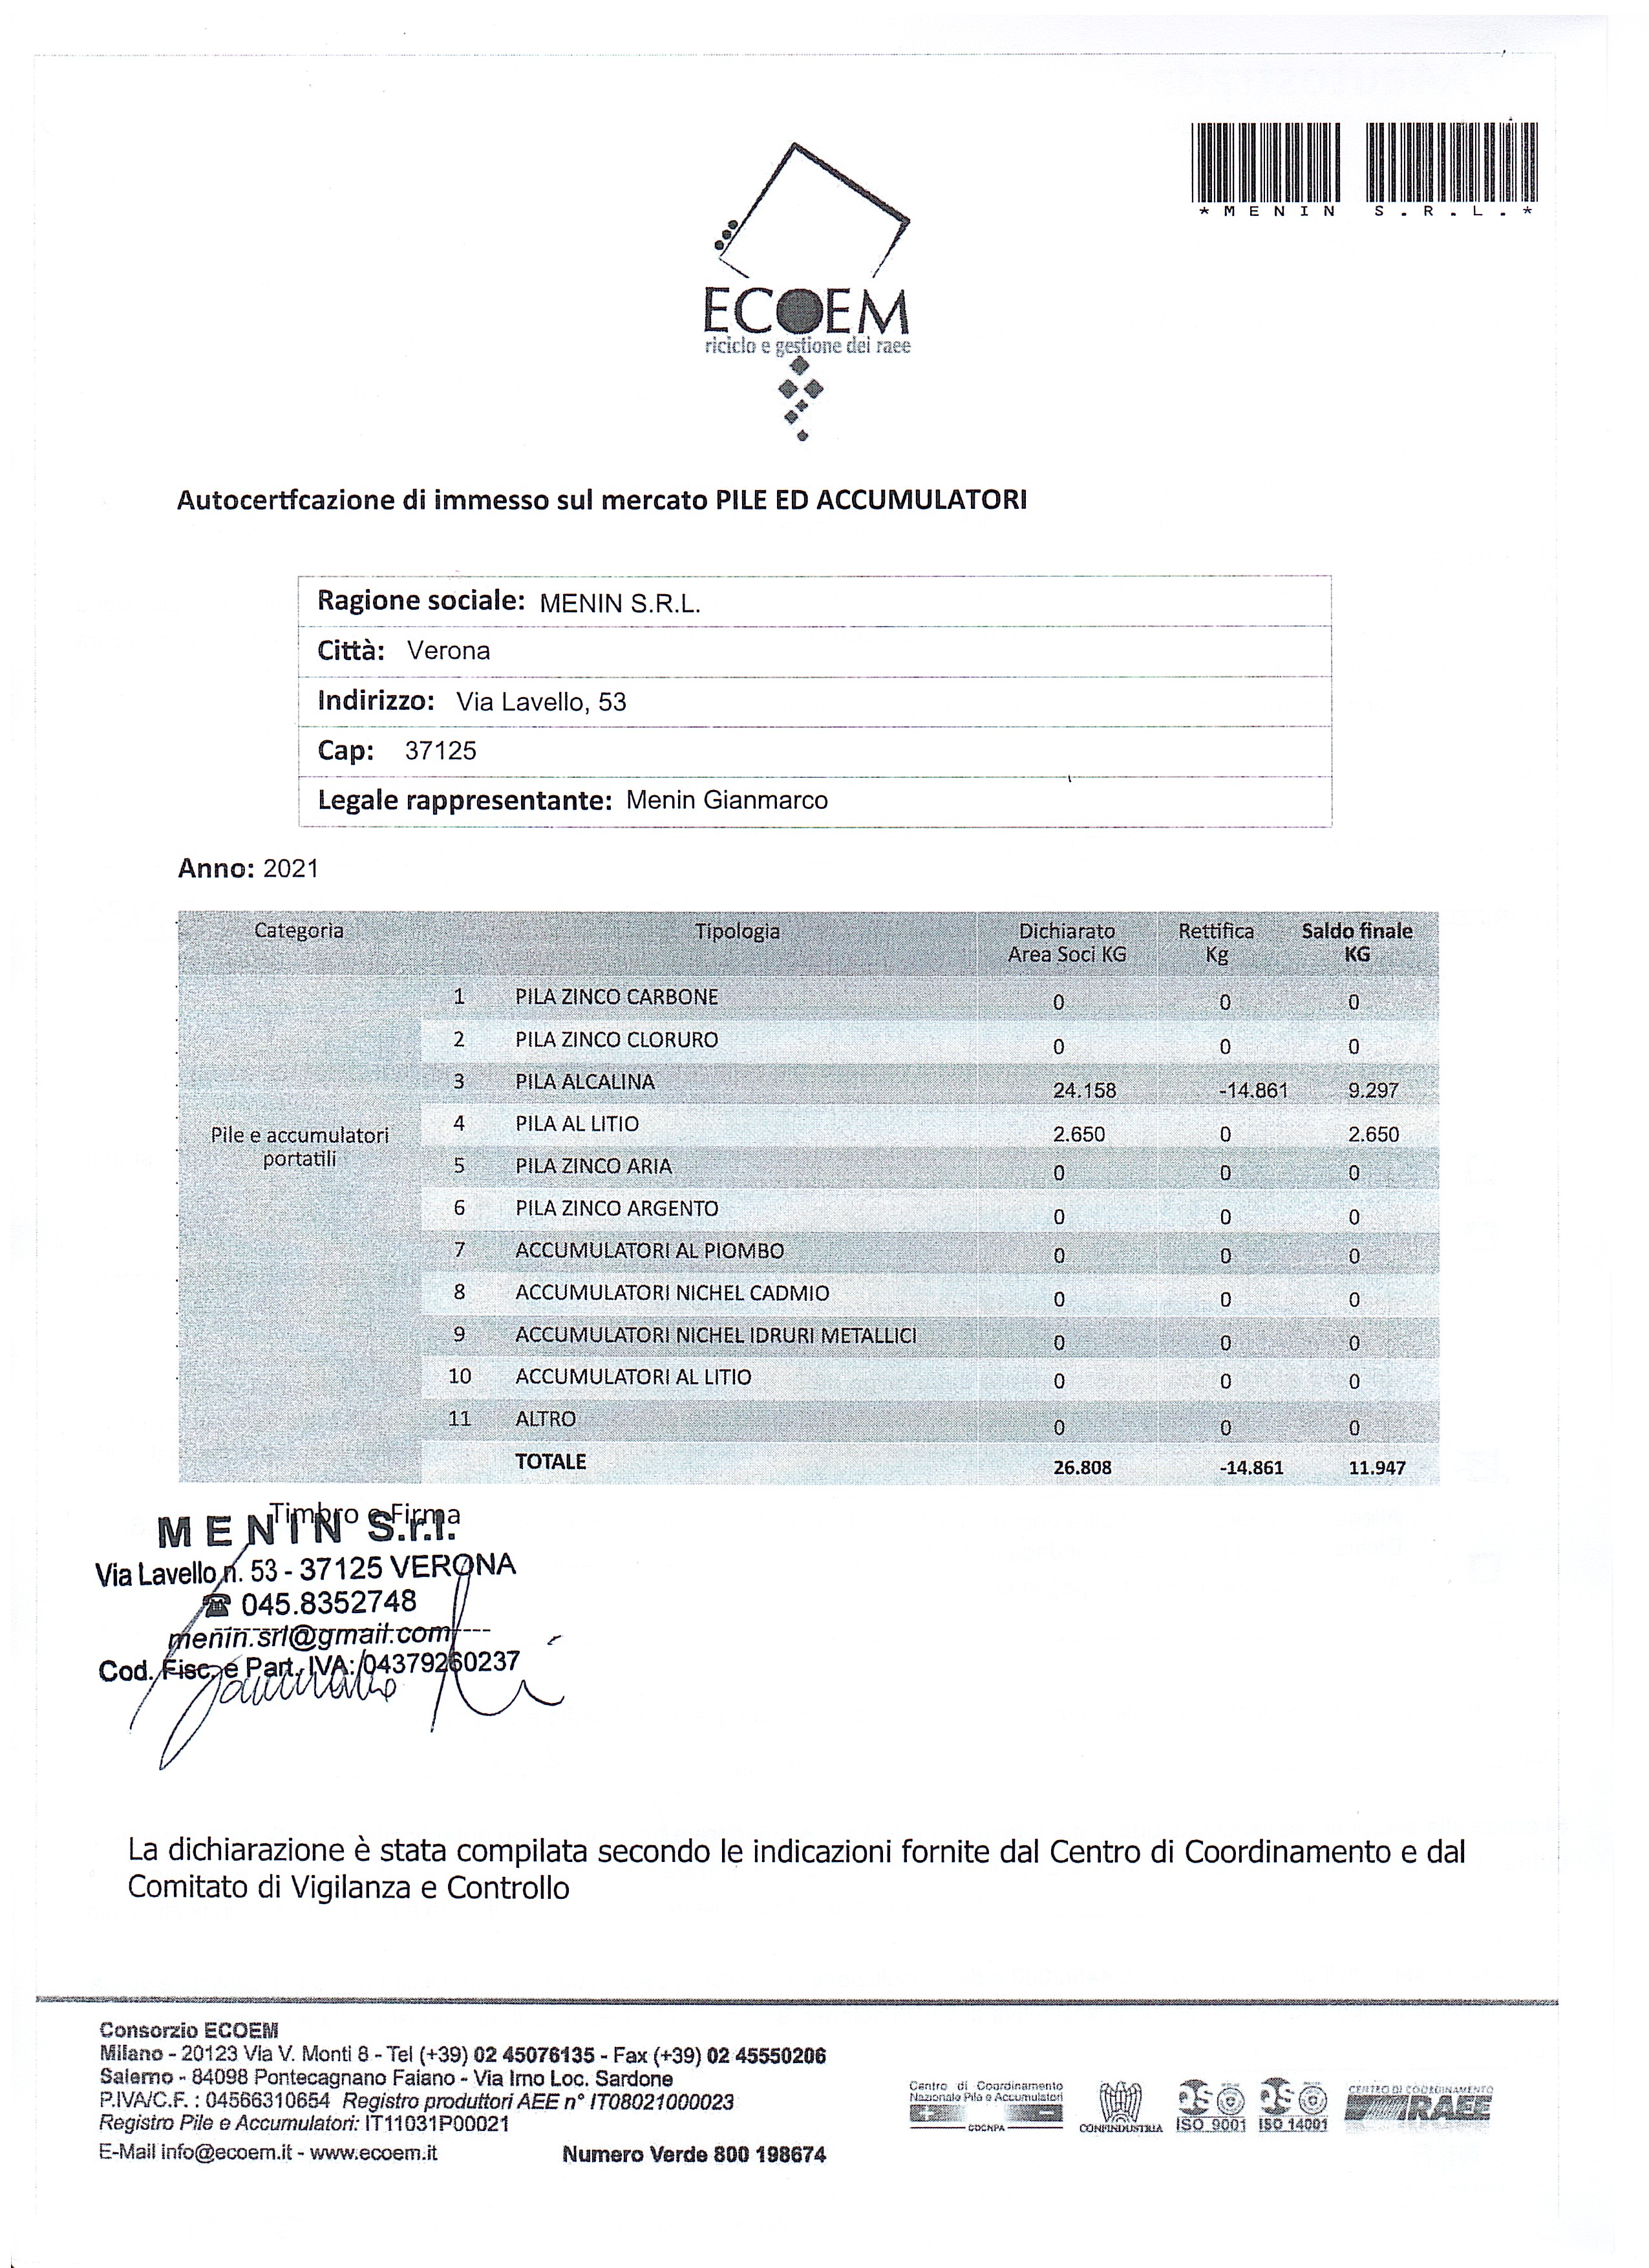 *MENIN S.R.L.*
ECOEM
riciclo e gestione dei raee
Autocertfcazione di immesso sul mercato PILE ED ACCUMULATORI
Ragione sociale: MENIN S.R.L.
Città: Verona
Indirizzo: Via Lavello, 53
Cap: 37125
Legale rappresentante: Menin Gianmarco
Anno: 2021
Categoria Tipologia Dichiarato Area Soci KG Rettifica Kg Saldo finale KG
Pile e accumulatori portatili
1 PILA ZINCO CARBONE 0 0 0
2 PILA ZINCO CLORURO 0 0 0
3 PILA ALCALINA 24.158 -14.861 9.297
4 PILA AL LITIO 2.650 0 2.650
5 PILA ZINCO ARIA 0 0 0
6 PILA ZINCO ARGENTO 0 0 0
7 ACCUMULATORI AL PIOMBO 0 0 0
8 ACCUMULATORI NICHEL CADMIO 0 0 0
9 ACCUMULATORI NICHEL IDRURI METALLICI 0 0 0
10 ACCUMULATORI AL LITIO 0 0 0
11 ALTRO 0 0 0
TOTALE 26.808 -14.861 11.947
Timbro e Firma
MENIN S.r.l.
Via Lavello n. 53 - 37125 VERONA
☎ 045.8352748
menin.srl@gmail.com
Cod. Fisc. e Part. IVA: 04379260237
La dichiarazione è stata compilata secondo le indicazioni fornite dal Centro di Coordinamento e dal
Comitato di Vigilanza e Controllo
Consorzio ECOEM
Milano - 20123 Via V. Monti 8 - Tel (+39) 02 45076135 - Fax (+39) 02 45550206
Salerno - 84098 Pontecagnano Faiano - Via Irno Loc. Sardone
P.IVA/C.F. : 04566310654 Registro produttori AEE n° IT08021000023
Registro Pile e Accumulatori: IT11031P00021
E-Mail info@ecoem.it - www.ecoem.it Numero Verde 800 198674
Centro di Coordinamento
Nazionale Pile e Accumulatori
CDCNPA
CONFINDUSTRIA
QS ISO 9001
QS ISO 14001
CENTRO DI COORDINAMENTO
RAEE